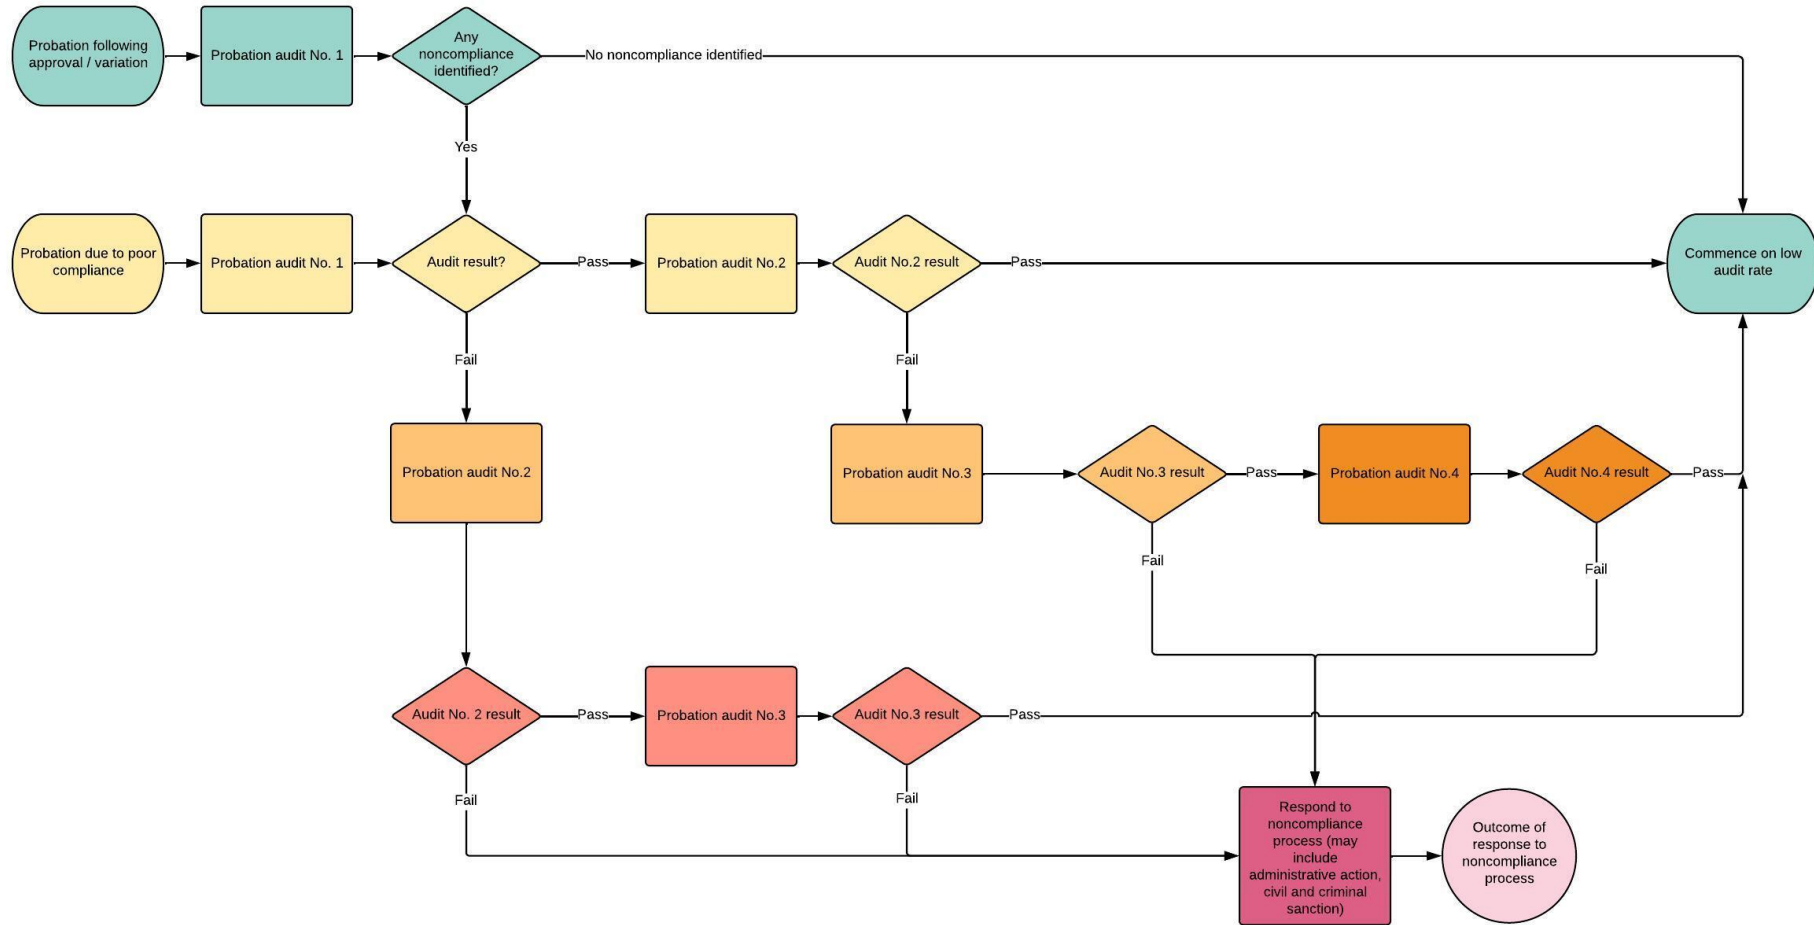 Probation following
approval / variation
Probation audit No. 1
Any
noncompliance
identified?
No noncompliance identified
Yes
Probation due to poor
compliance
Probation audit No. 1
Audit result?
Pass
Probation audit No.2
Audit No.2 result
Pass
Commence on low
audit rate
Fail
Fail
Probation audit No.2
Probation audit No.3
Audit No.3 result
Pass
Probation audit No.4
Audit No.4 result
Pass
Fail
Fail
Audit No. 2 result
Pass
Probation audit No.3
Audit No.3 result
Pass
Fail
Fail
Respond to
noncompliance
process (may
include
administrative action,
civil and criminal
sanction)
Outcome of
response to
noncompliance
process